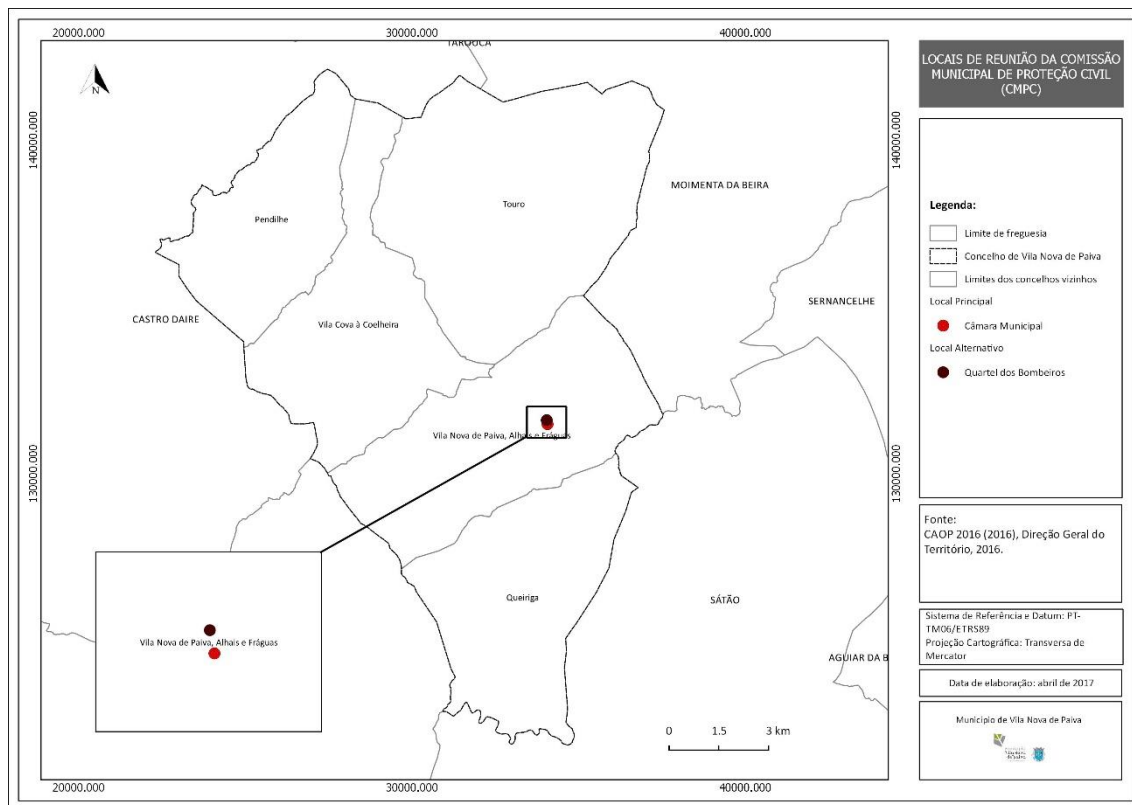 20000.000
30000.000
40000.000
TAROUCA
N
140000.000
140000.000
MOIMENTA DA BEIRA
Touro
Pendilhe
SERNANCELHE
CASTRO DAIRE
Vila Cova à Coelheira
Vila Nova de Paiva, Alhais e Fráguas
130000.000
130000.000
Queiriga
SÁTÃO
Vila Nova de Paiva, Alhais e Fráguas
AGUIAR DA B
0 1.5 3 km
20000.000
30000.000
40000.000
LOCAIS DE REUNIÃO DA COMISSÃO
MUNICIPAL DE PROTEÇÃO CIVIL
(CMPC)
Legenda:
Limite de freguesia
Concelho de Vila Nova de Paiva
Limites dos concelhos vizinhos
Local Principal
Câmara Municipal
Local Alternativo
Quartel dos Bombeiros
Fonte:
CAOP 2016 (2016), Direção Geral do
Território, 2016.
Sistema de Referência e Datum: PT-
TM06/ETRS89
Projeção Cartográfica: Transversa de
Mercator
Data de elaboração: abril de 2017
Município de Vila Nova de Paiva